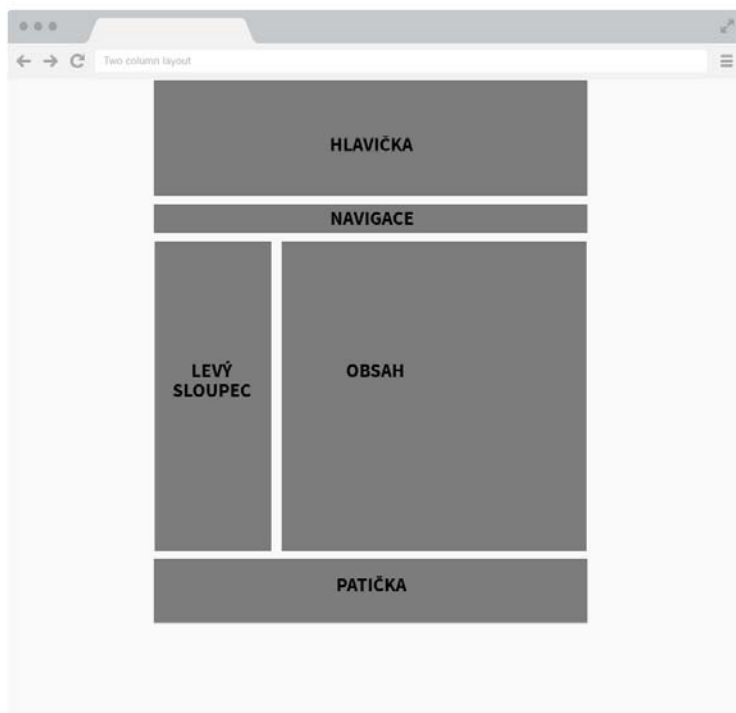 Two column layout
HLAVIČKA
NAVIGACE
LEVÝ
SLOUPEC
OBSAH
PATIČKA